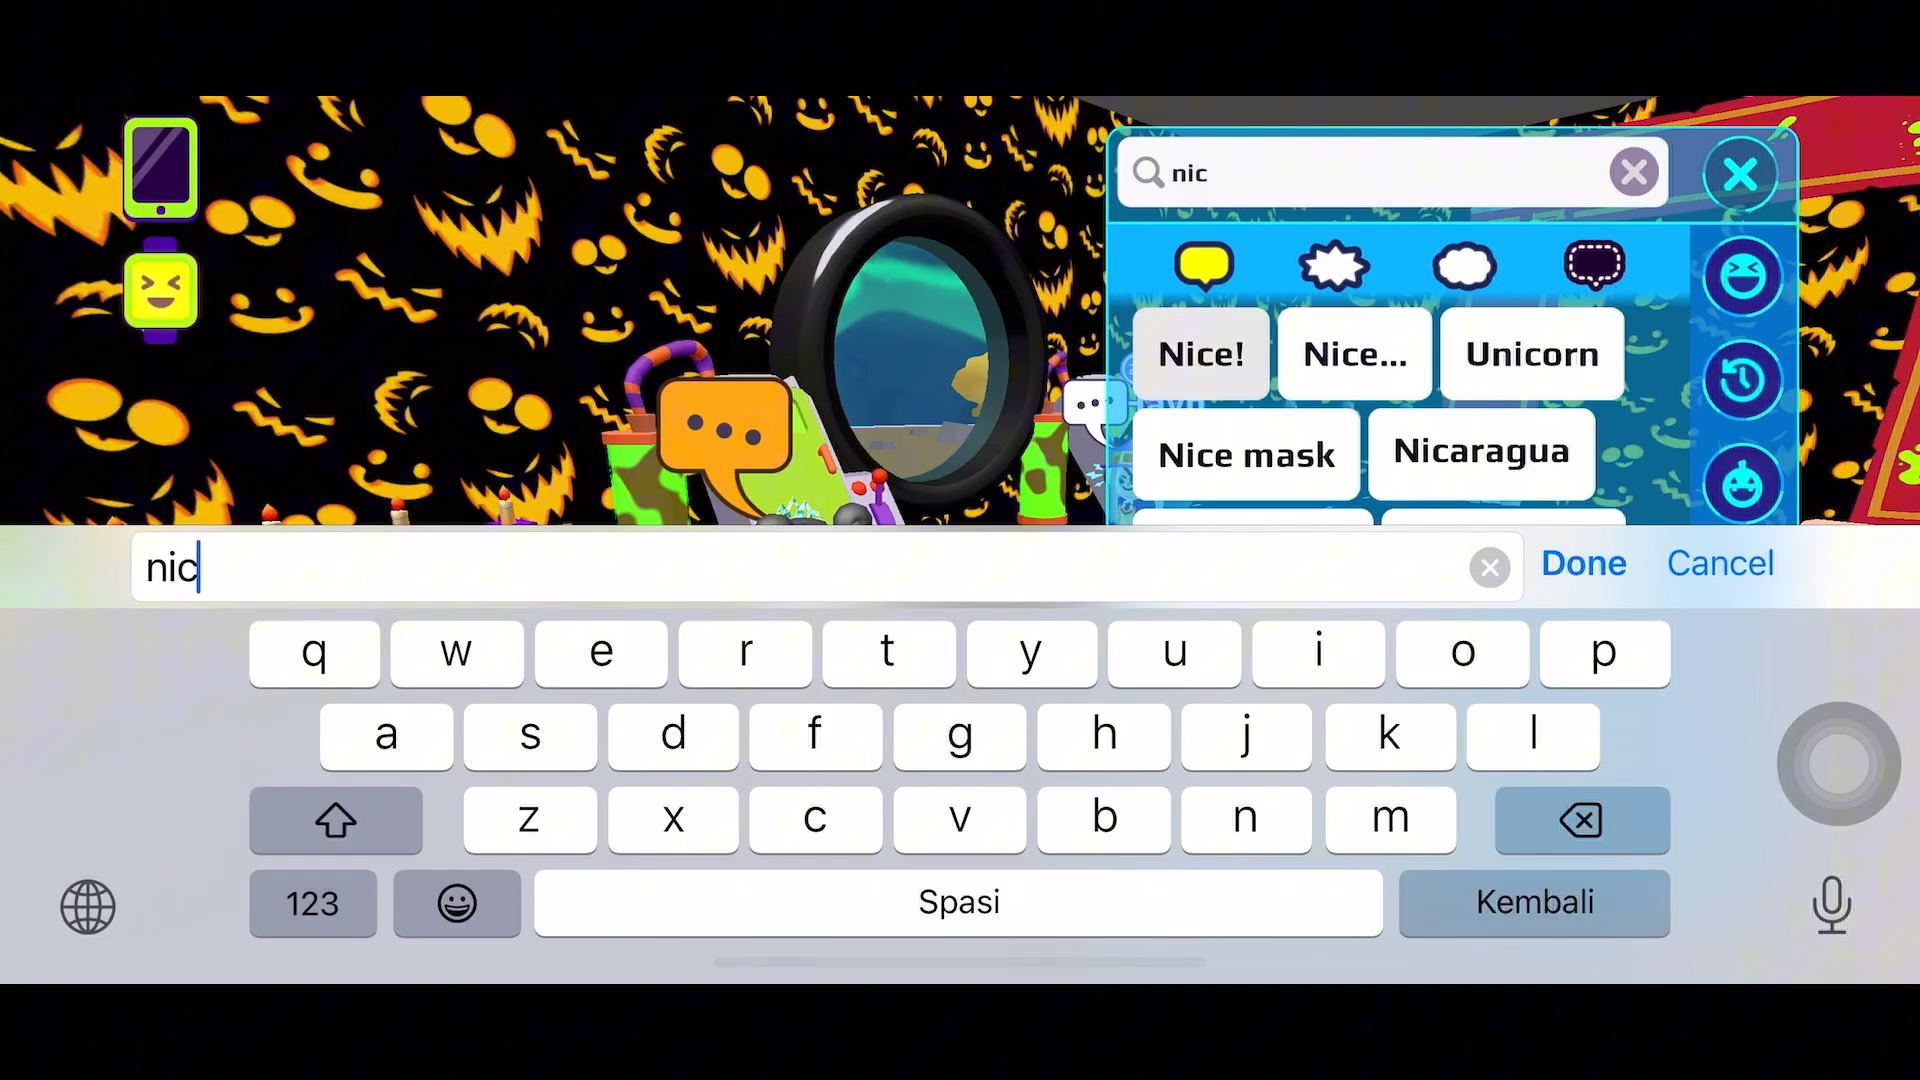 nic
Nice!
Nice...
Unicorn
Nice mask
Nicaragua
nic
Done
Cancel
q w e r t y u i o p
a s d f g h j k l
z x c v b n m
123
Spasi
Kembali